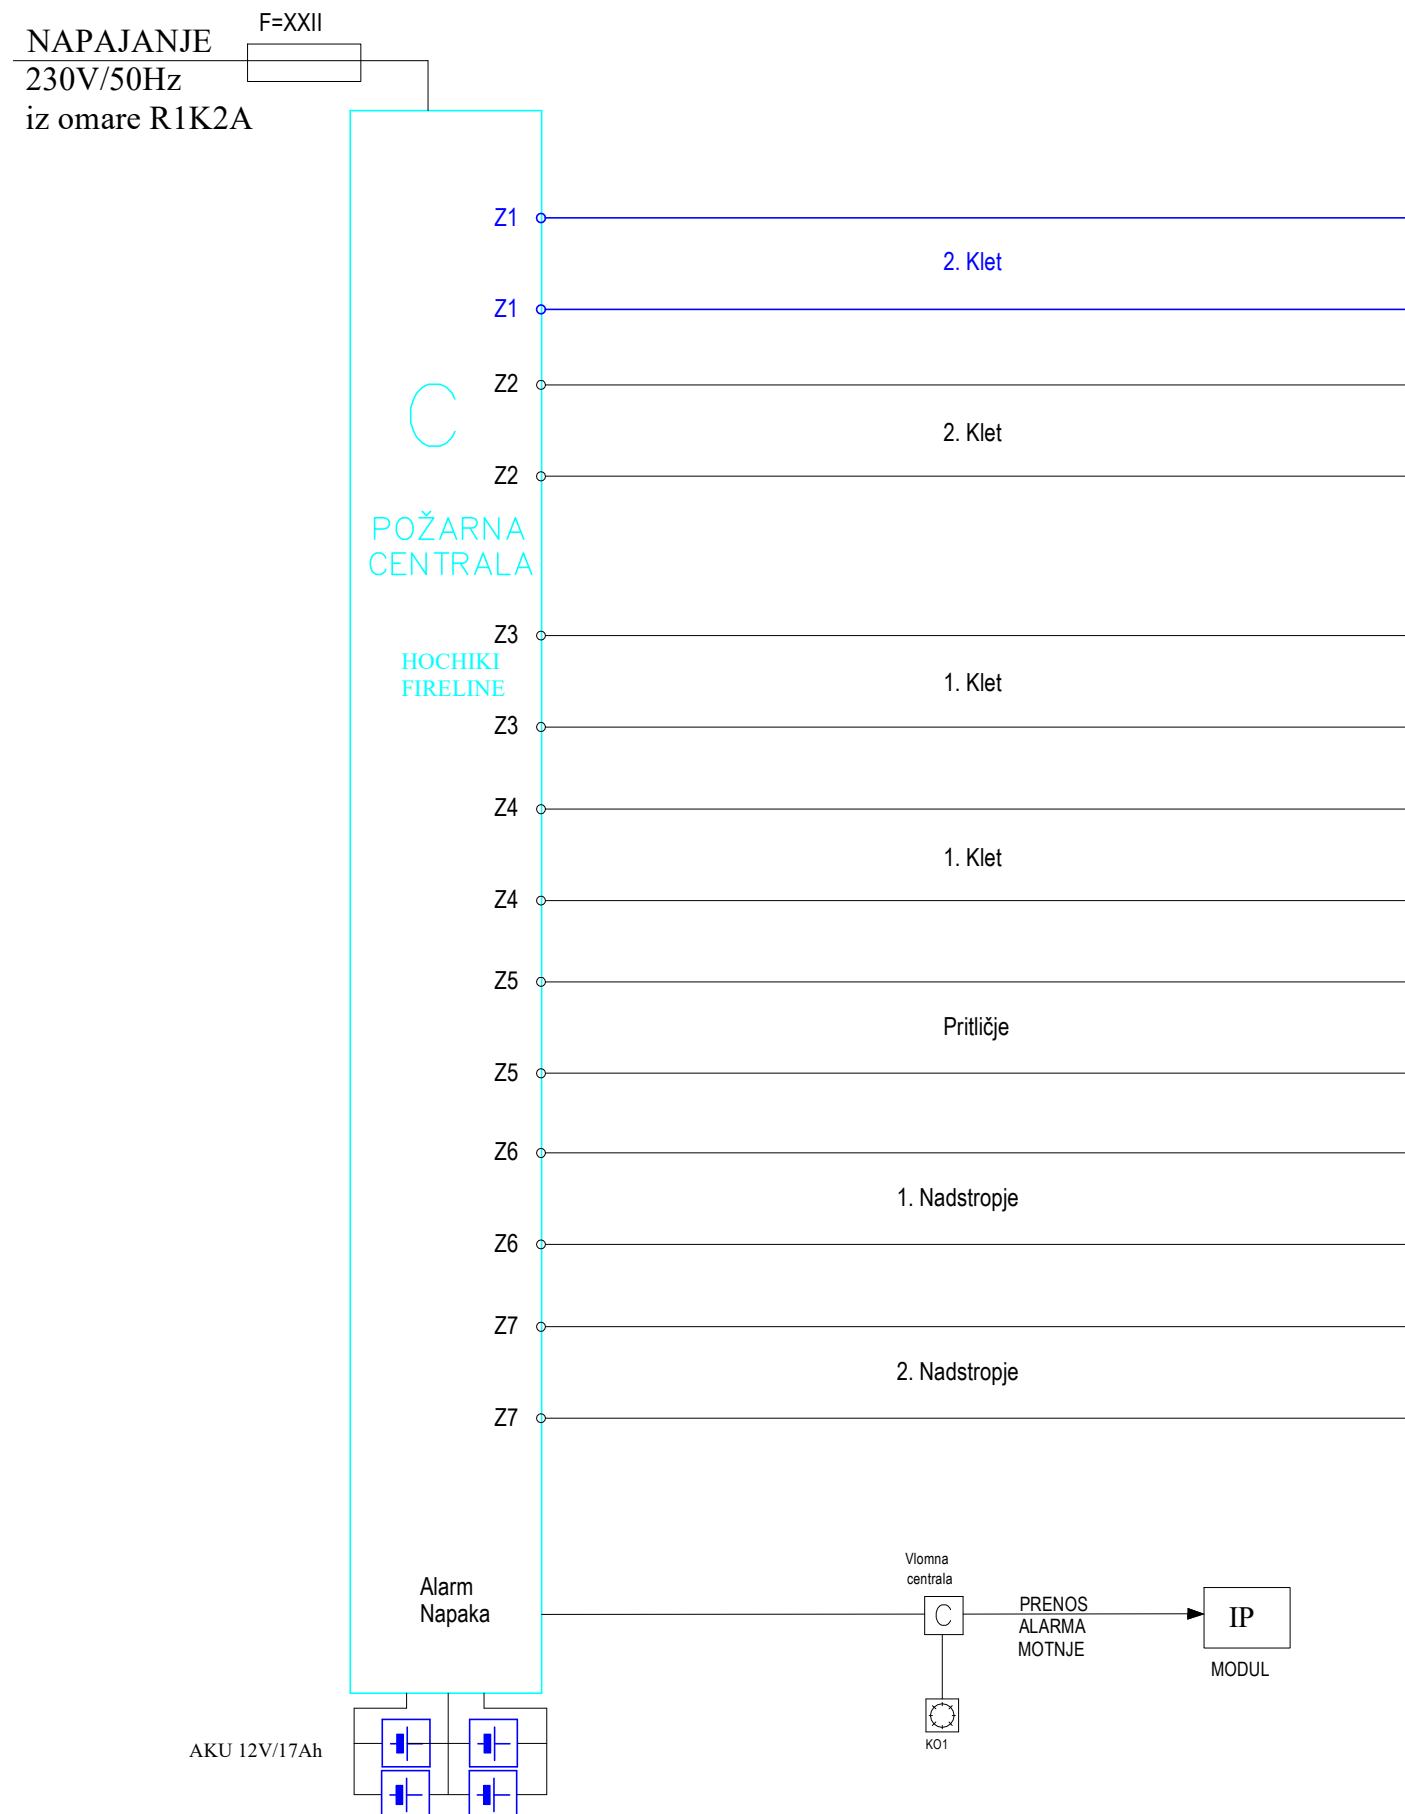 F=XXII
NAPAJANJE
230V/50Hz
iz omare R1K2A
Z1
2. Klet
Z1
Z2
C
2. Klet
Z2
POŽARNA
CENTRALA
Z3
HOCHIKI
FIRELINE
1. Klet
Z3
Z4
1. Klet
Z4
Z5
Pritličje
Z5
Z6
1. Nadstropje
Z6
Z7
2. Nadstropje
Z7
Alarm
Napaka
Vlomna
centrala
C
PRENOS
ALARMA
MOTNJE
IP
MODUL
KO1
AKU 12V/17Ah